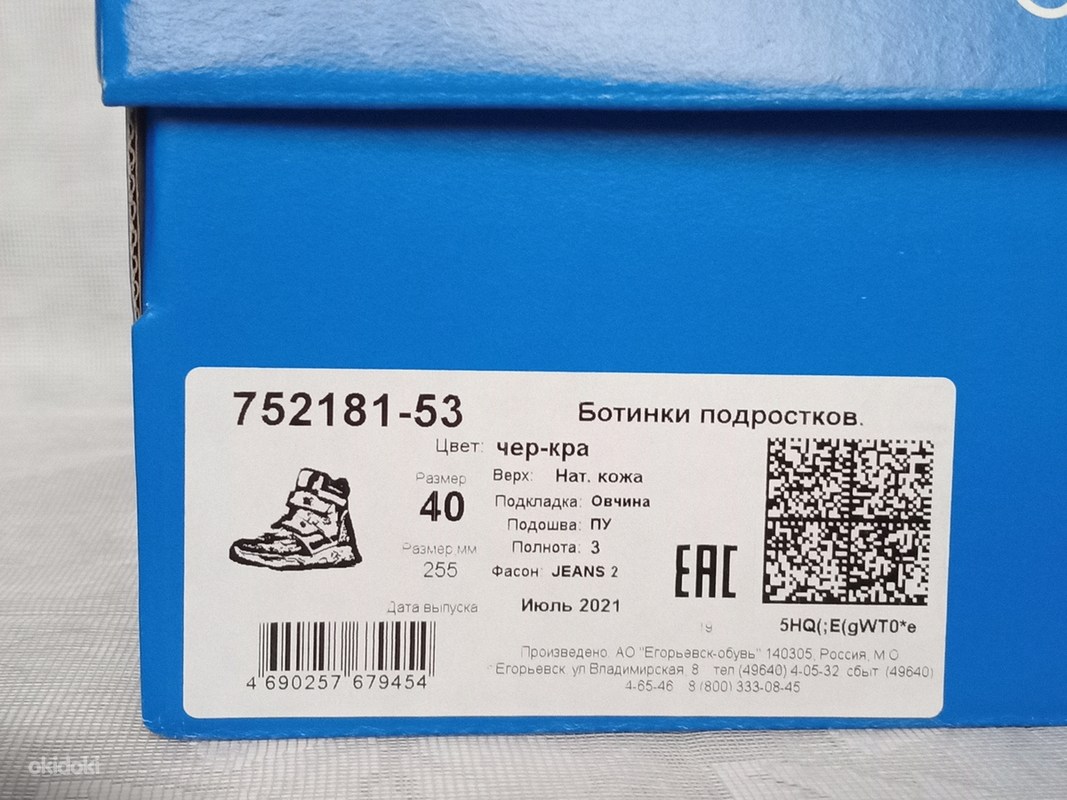 752181-53
Ботинки подростков.
Цвет: чер-кра
Размер
40
Размер,мм
255
Верх: Нат. кожа
Подкладка: Овчина
Подошва: ПУ
Полнота: 3
Фасон: JEANS 2
Дата выпуска Июль 2021
EAC
19
5HQ(;E(gWT0*e
Произведено: АО "Егорьевск-обувь" 140305, Россия, М.О.
Егорьевск ул Владимирская 8 тел (49640) 4-05-32 сбыт (49640)
4-65-46 8 (800) 333-08-45
4 690257 679454
okidoki